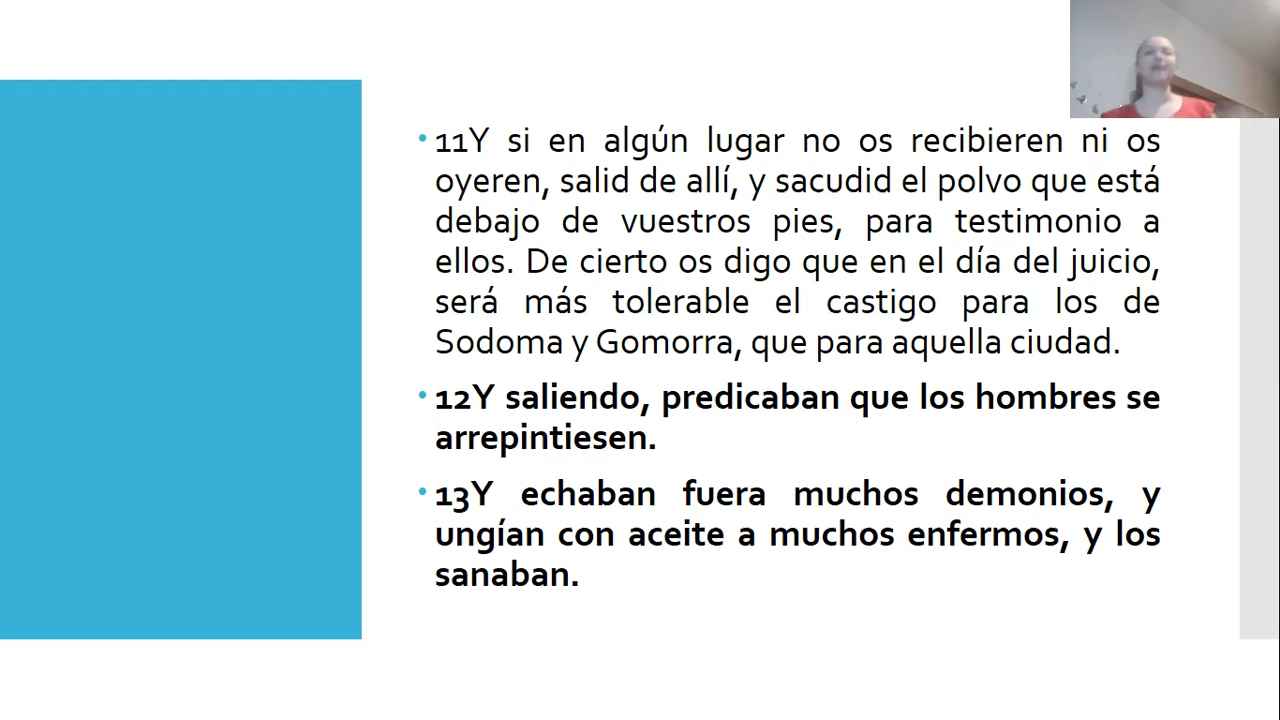 • 11Y si en algún lugar no os recibieren ni os
oyeren, salid de allí, y sacudid el polvo que está
debajo de vuestros pies, para testimonio a
ellos. De cierto os digo que en el día del juicio,
será más tolerable el castigo para los de
Sodoma y Gomorra, que para aquella ciudad.
• 12Y saliendo, predicaban que los hombres se
arrepintiesen.
• 13Y echaban fuera muchos demonios, y
ungían con aceite a muchos enfermos, y los
sanaban.